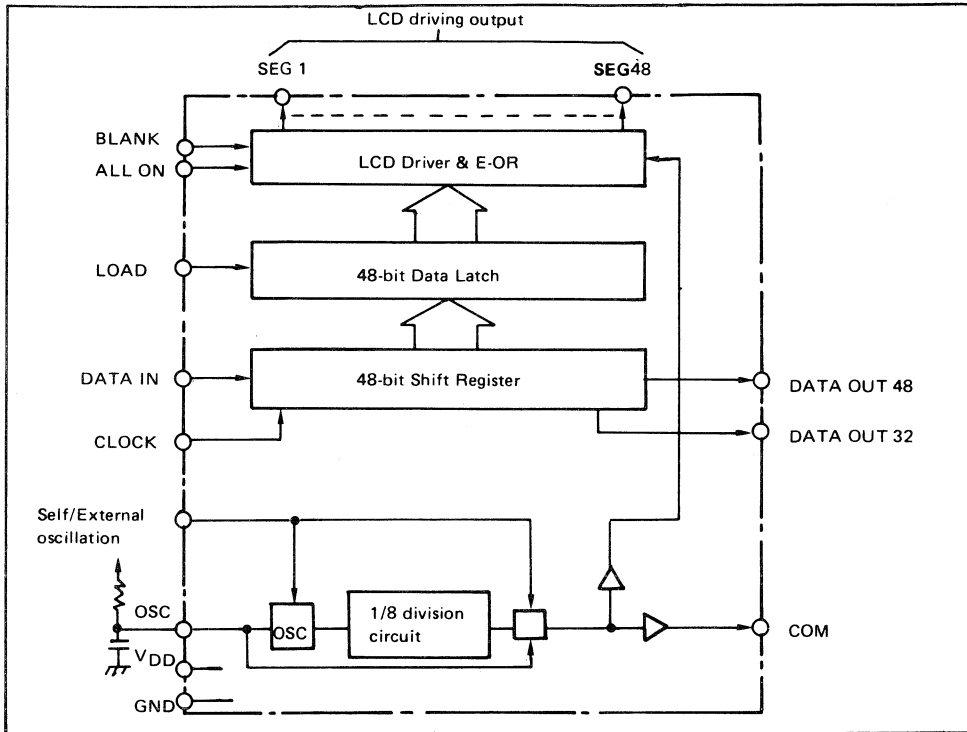 LCD driving output
SEG 1
SEG48
BLANK
ALL ON
LCD Driver & E-OR
LOAD
48-bit Data Latch
DATA IN
48-bit Shift Register
DATA OUT 48
CLOCK
DATA OUT 32
Self/External
oscillation
OSC
OSC
1/8 division
circuit
COM
VDD
GND